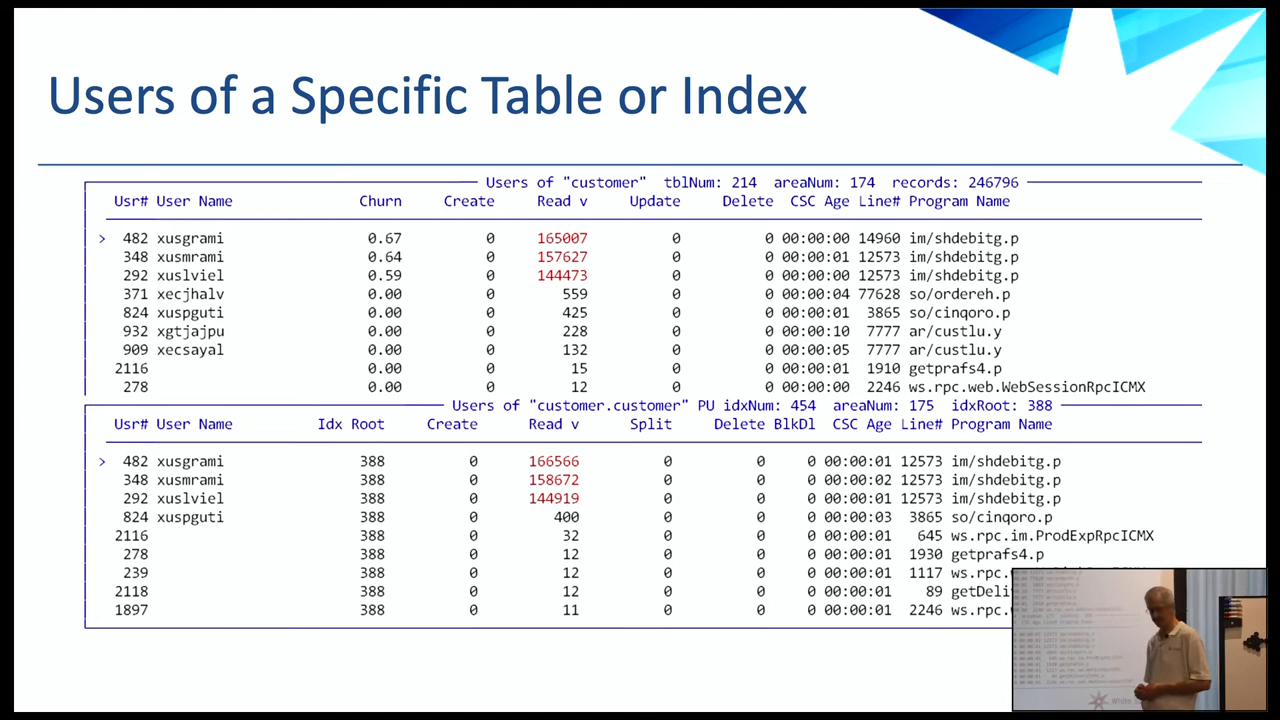 Users of a Specific Table or Index
Users of "customer" tblNum: 214 areaNum: 174 records: 246796
Usr# User Name Churn Create Read v Update Delete CSC Age Line# Program Name
> 482 xusgrami 0.67 0 165007 0 0 00:00:00 14960 im/shdebitg.p
348 xusmrami 0.64 0 157627 0 0 00:00:01 12573 im/shdebitg.p
292 xuslviel 0.59 0 144473 0 0 00:00:00 12573 im/shdebitg.p
371 xecjhalv 0.00 0 559 0 0 00:00:04 77628 so/ordereh.p
824 xuspguti 0.00 0 425 0 0 00:00:01 3865 so/cinqoro.p
932 xgtjajpu 0.00 0 228 0 0 00:00:10 7777 ar/custlu.y
909 xecsayal 0.00 0 132 0 0 00:00:05 7777 ar/custlu.y
2116 0.00 0 15 0 0 00:00:01 1910 getprafs4.p
278 0.00 0 12 0 0 00:00:00 2246 ws.rpc.web.WebSessionRpcICMX
Users of "customer.customer" PU idxNum: 454 areaNum: 175 idxRoot: 388
Usr# User Name Idx Root Create Read v Split Delete BlkDl CSC Age Line# Program Name
> 482 xusgrami 388 0 166566 0 0 0 00:00:01 12573 im/shdebitg.p
348 xusmrami 388 0 158672 0 0 0 00:00:02 12573 im/shdebitg.p
292 xuslviel 388 0 144919 0 0 0 00:00:01 12573 im/shdebitg.p
824 xuspguti 388 0 400 0 0 0 00:00:03 3865 so/cinqoro.p
2116 388 0 32 0 0 0 00:00:01 645 ws.rpc.im.ProdExpRpcICMX
278 388 0 12 0 0 0 00:00:01 1930 getprafs4.p
239 388 0 12 0 0 0 00:00:01 1117 ws.rpc.
2118 388 0 12 0 0 0 00:00:01 89 getDeli
1897 388 0 11 0 0 0 00:00:01 2246 ws.rpc.
White